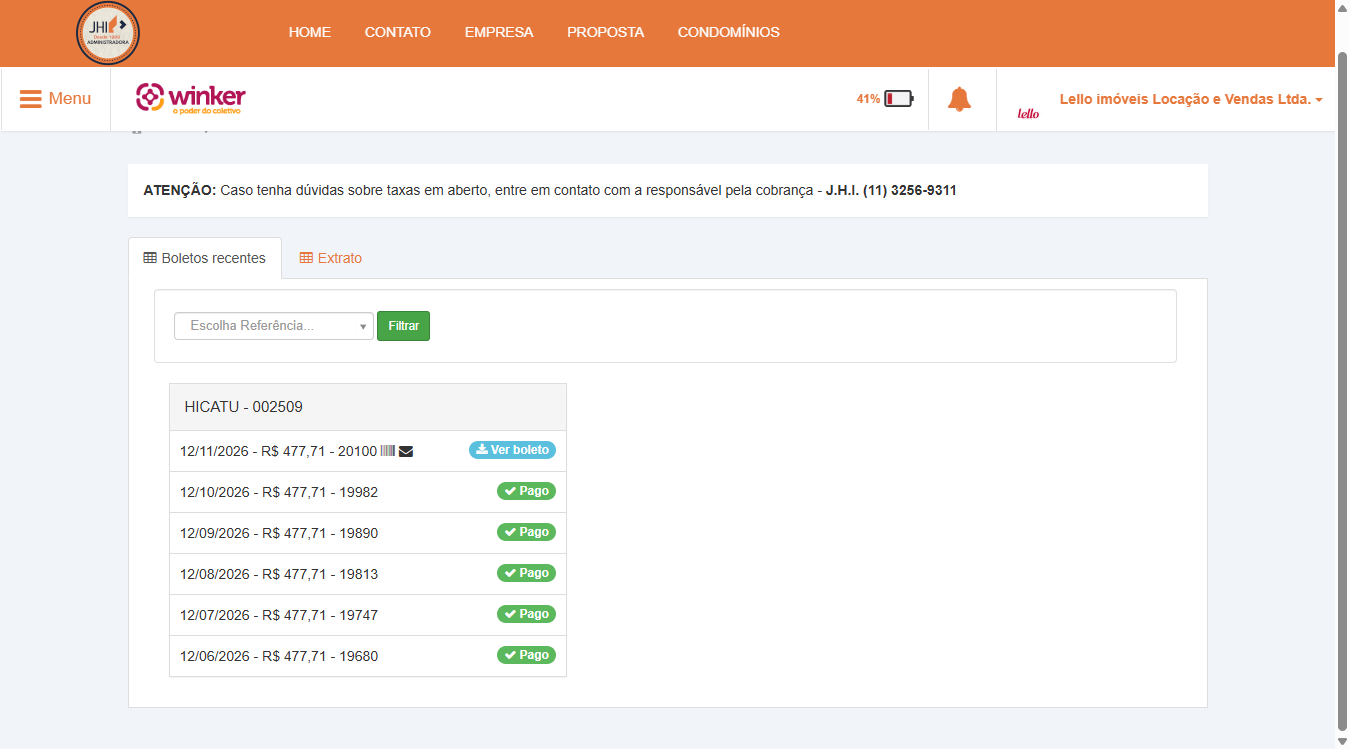 JHI
Desde 1980
ADMINISTRADORA
HOME CONTATO EMPRESA PROPOSTA CONDOMÍNIOS
Menu
winker
o poder do coletivo
41%
lello
Lello imóveis Locação e Vendas Ltda.
ATENÇÃO: Caso tenha dúvidas sobre taxas em aberto, entre em contato com a responsável pela cobrança - J.H.I. (11) 3256-9311
Boletos recentes Extrato
Escolha Referência... Filtrar
HICATU - 002509
12/11/2026 - R$ 477,71 - 20100 Ver boleto
12/10/2026 - R$ 477,71 - 19982 Pago
12/09/2026 - R$ 477,71 - 19890 Pago
12/08/2026 - R$ 477,71 - 19813 Pago
12/07/2026 - R$ 477,71 - 19747 Pago
12/06/2026 - R$ 477,71 - 19680 Pago